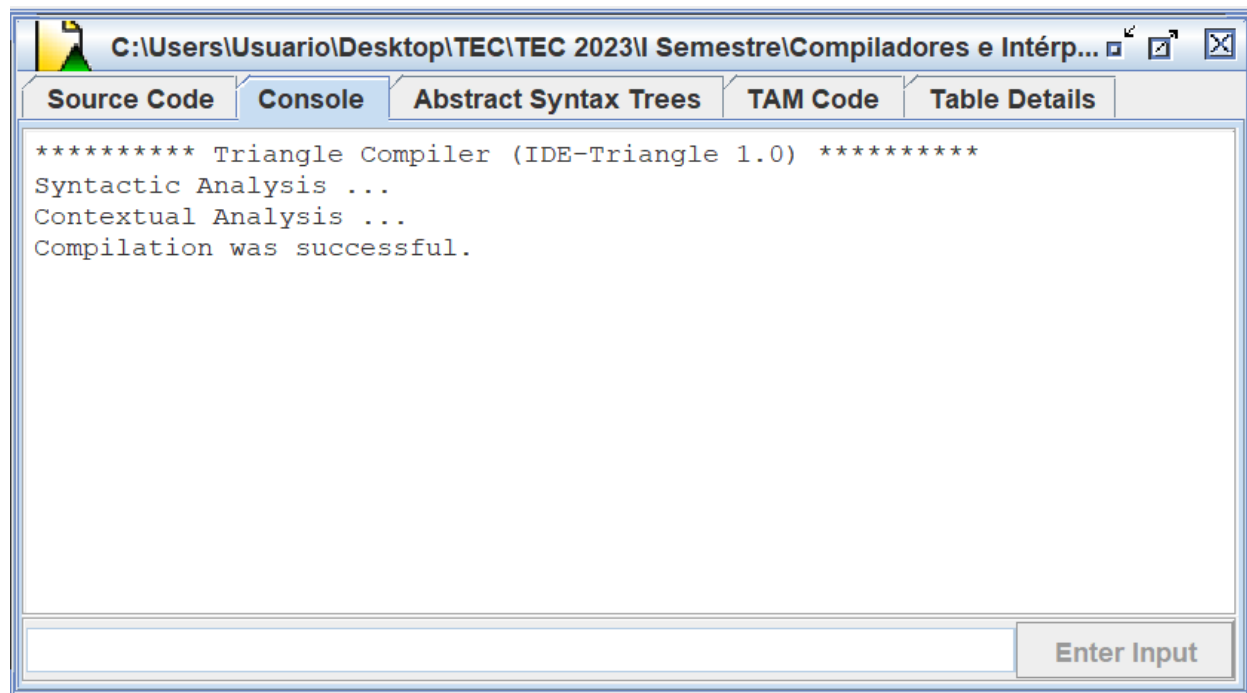 C:\Users\Usuario\Desktop\TEC\TEC 2023\I Semestre\Compiladores e Intérp...
Source Code Console Abstract Syntax Trees TAM Code Table Details
********** Triangle Compiler (IDE-Triangle 1.0) **********
Syntactic Analysis ...
Contextual Analysis ...
Compilation was successful.
Enter Input